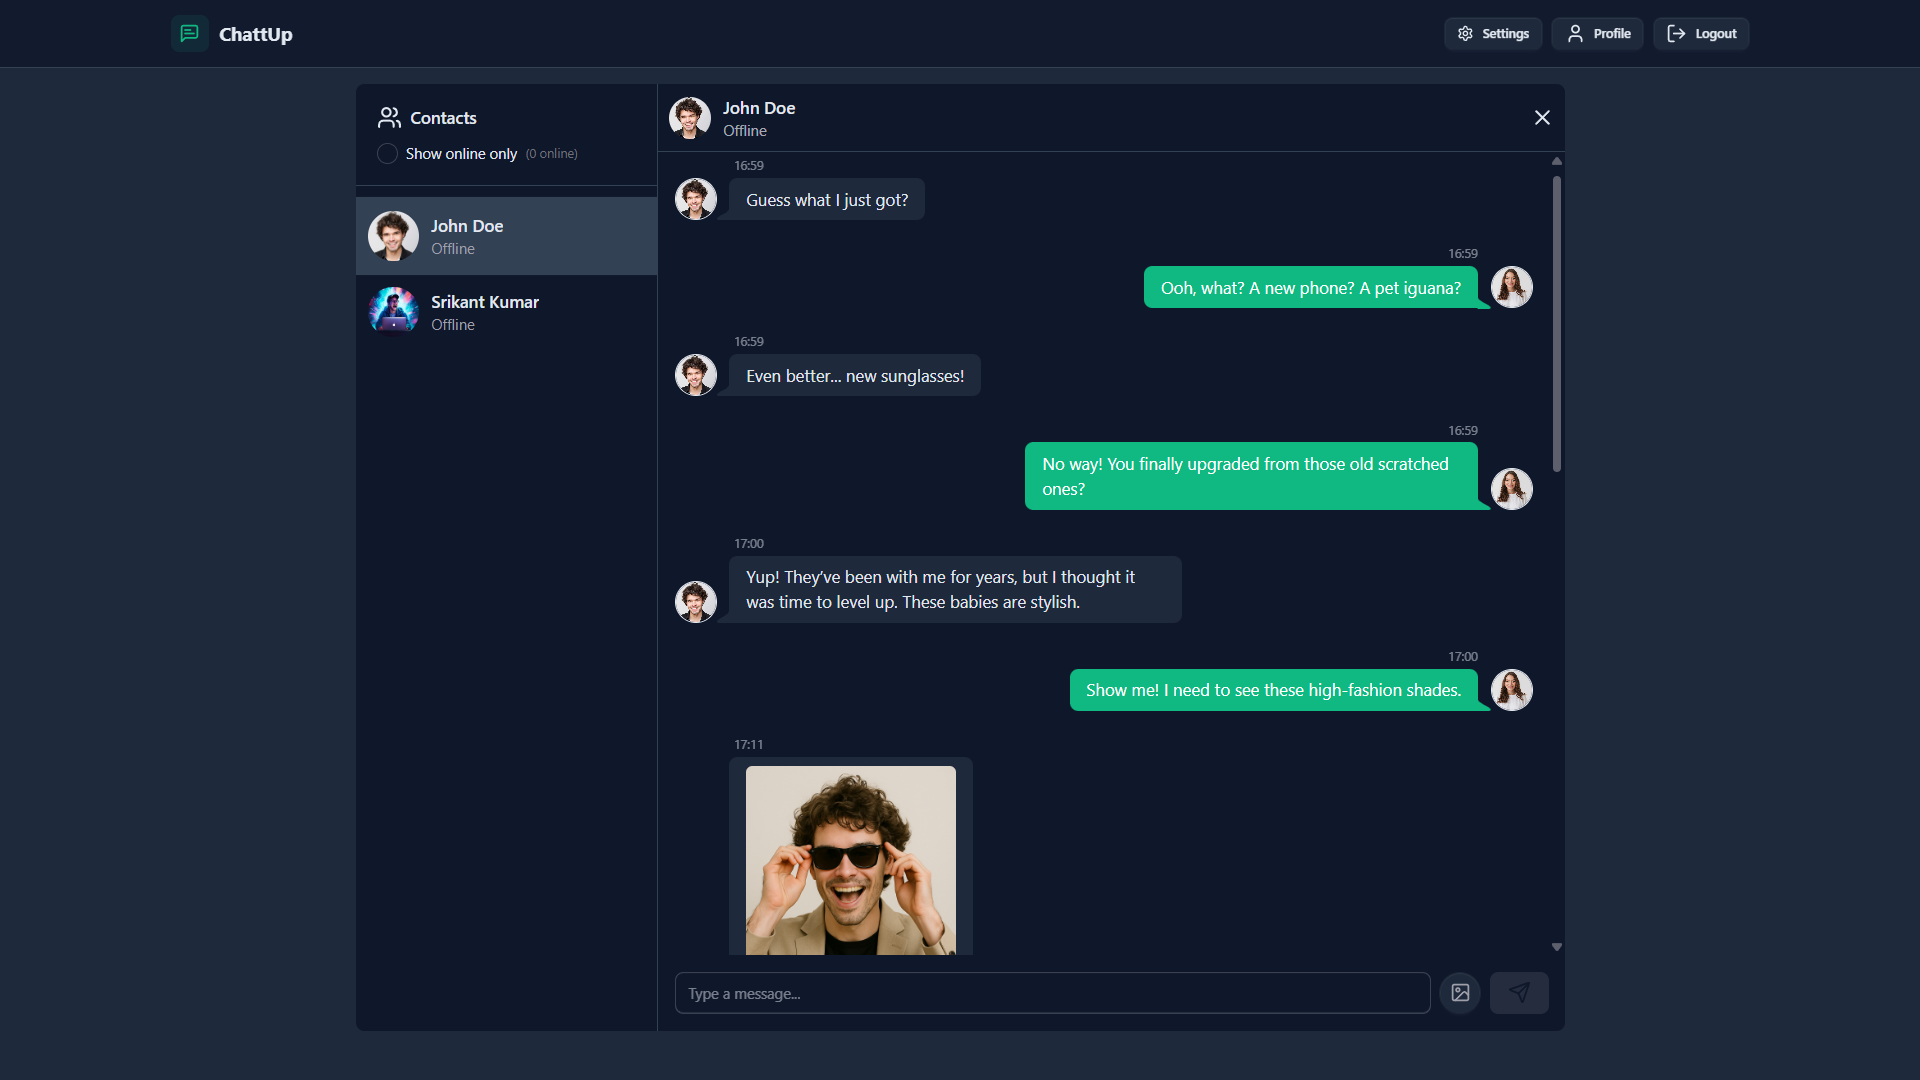 ChattUp
Settings
Profile
Logout
Contacts
Show online only (0 online)
John Doe
Offline
Srikant Kumar
Offline
John Doe
Offline
16:59
Guess what I just got?
16:59
Ooh, what? A new phone? A pet iguana?
16:59
Even better... new sunglasses!
16:59
No way! You finally upgraded from those old scratched
ones?
17:00
Yup! They’ve been with me for years, but I thought it
was time to level up. These babies are stylish.
17:00
Show me! I need to see these high-fashion shades.
17:11
Type a message...